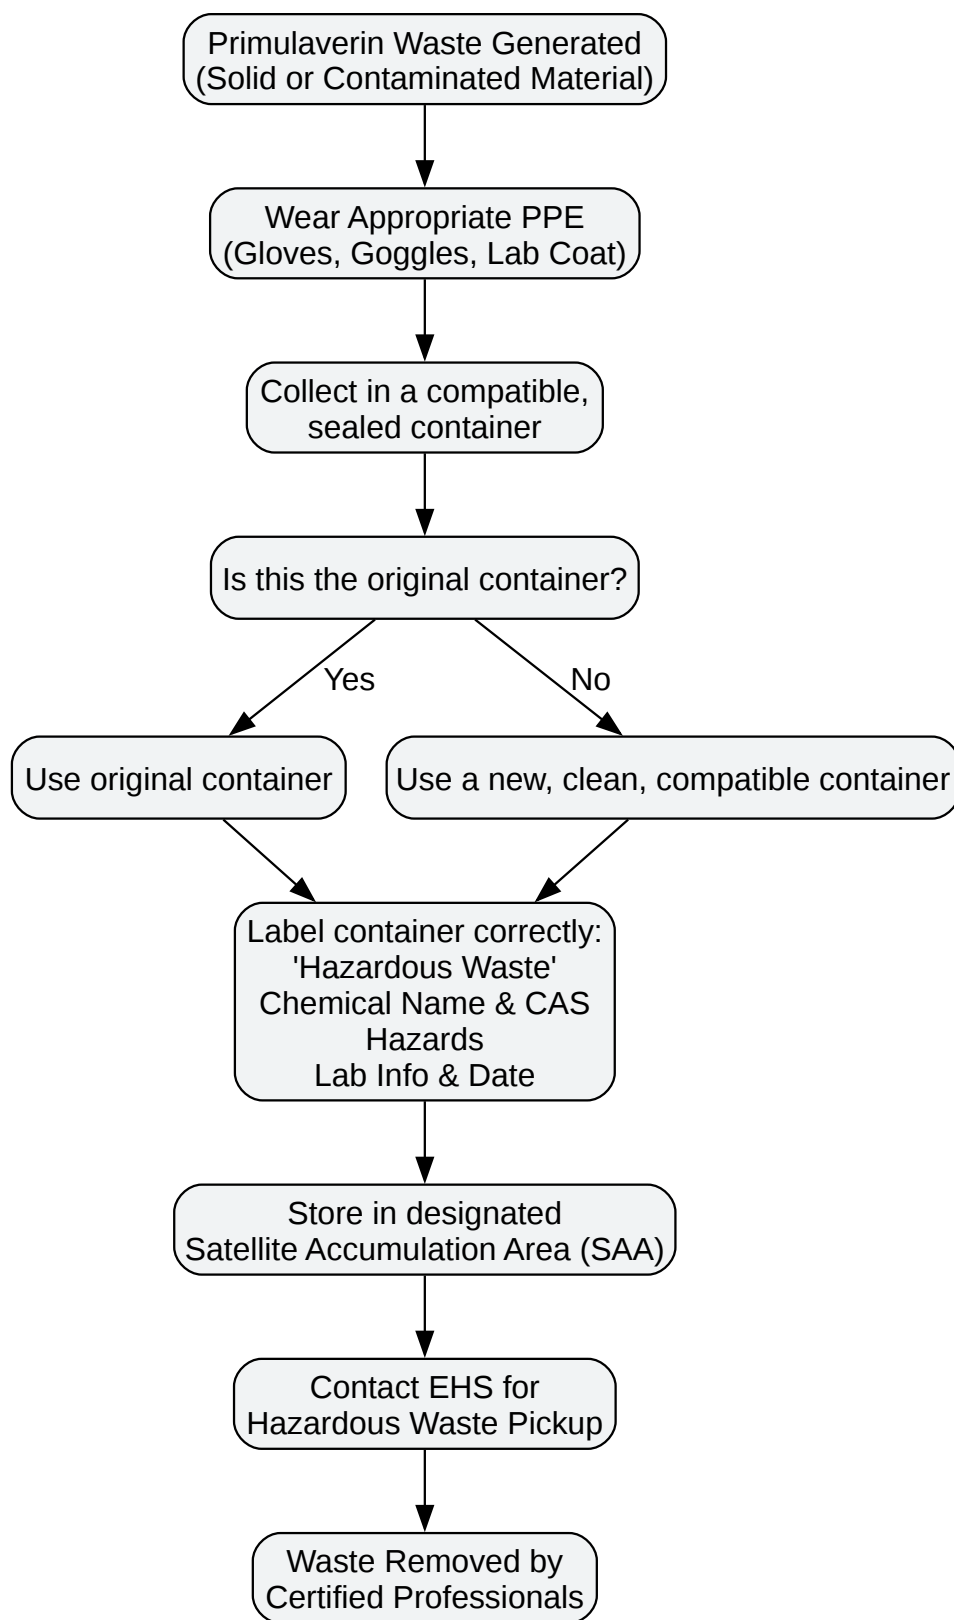 Primulaverin Waste Generated
(Solid or Contaminated Material)
Wear Appropriate PPE
(Gloves, Goggles, Lab Coat)
Collect in a compatible,
sealed container
Is this the original container?
Yes
No
Use original container
Use a new, clean, compatible container
Label container correctly:
'Hazardous Waste'
Chemical Name & CAS
Hazards
Lab Info & Date
Store in designated
Satellite Accumulation Area (SAA)
Contact EHS for
Hazardous Waste Pickup
Waste Removed by
Certified Professionals